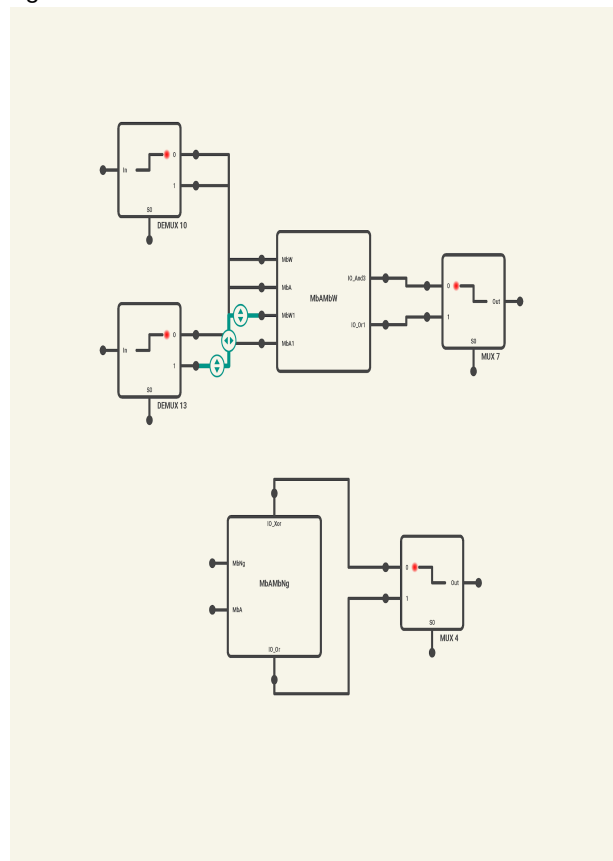 In
0
1
S0
DEMUX 10
MbW
MbA
MbW1
MbA1
MbAMbW
IO_And3
IO_Or1
0
1
Out
S0
MUX 7
In
0
1
S0
DEMUX 13
IO_Xor
MbNg
MbAMbNg
MbA
IO_Or
0
1
Out
S0
MUX 4